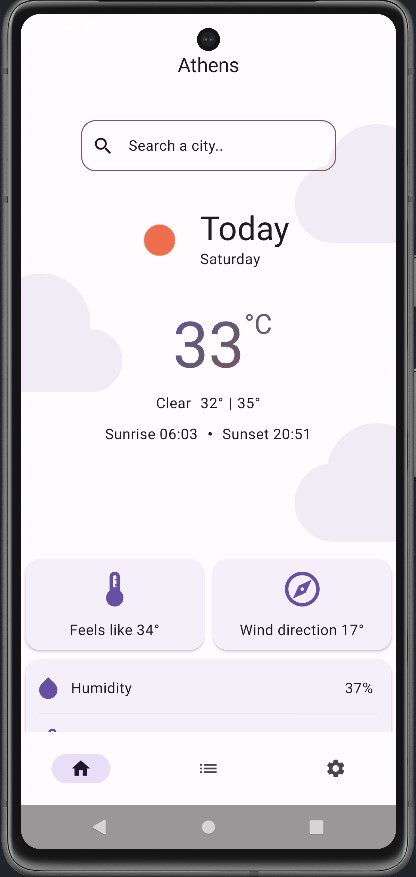 Athens
Search a city..
Today
Saturday
33°C
Clear 32° | 35°
Sunrise 06:03 • Sunset 20:51
Feels like 34°
Wind direction 17°
Humidity 37%